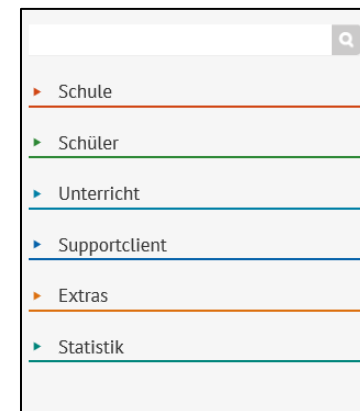 Schule
Schüler
Unterricht
Supportclient
Extras
Statistik